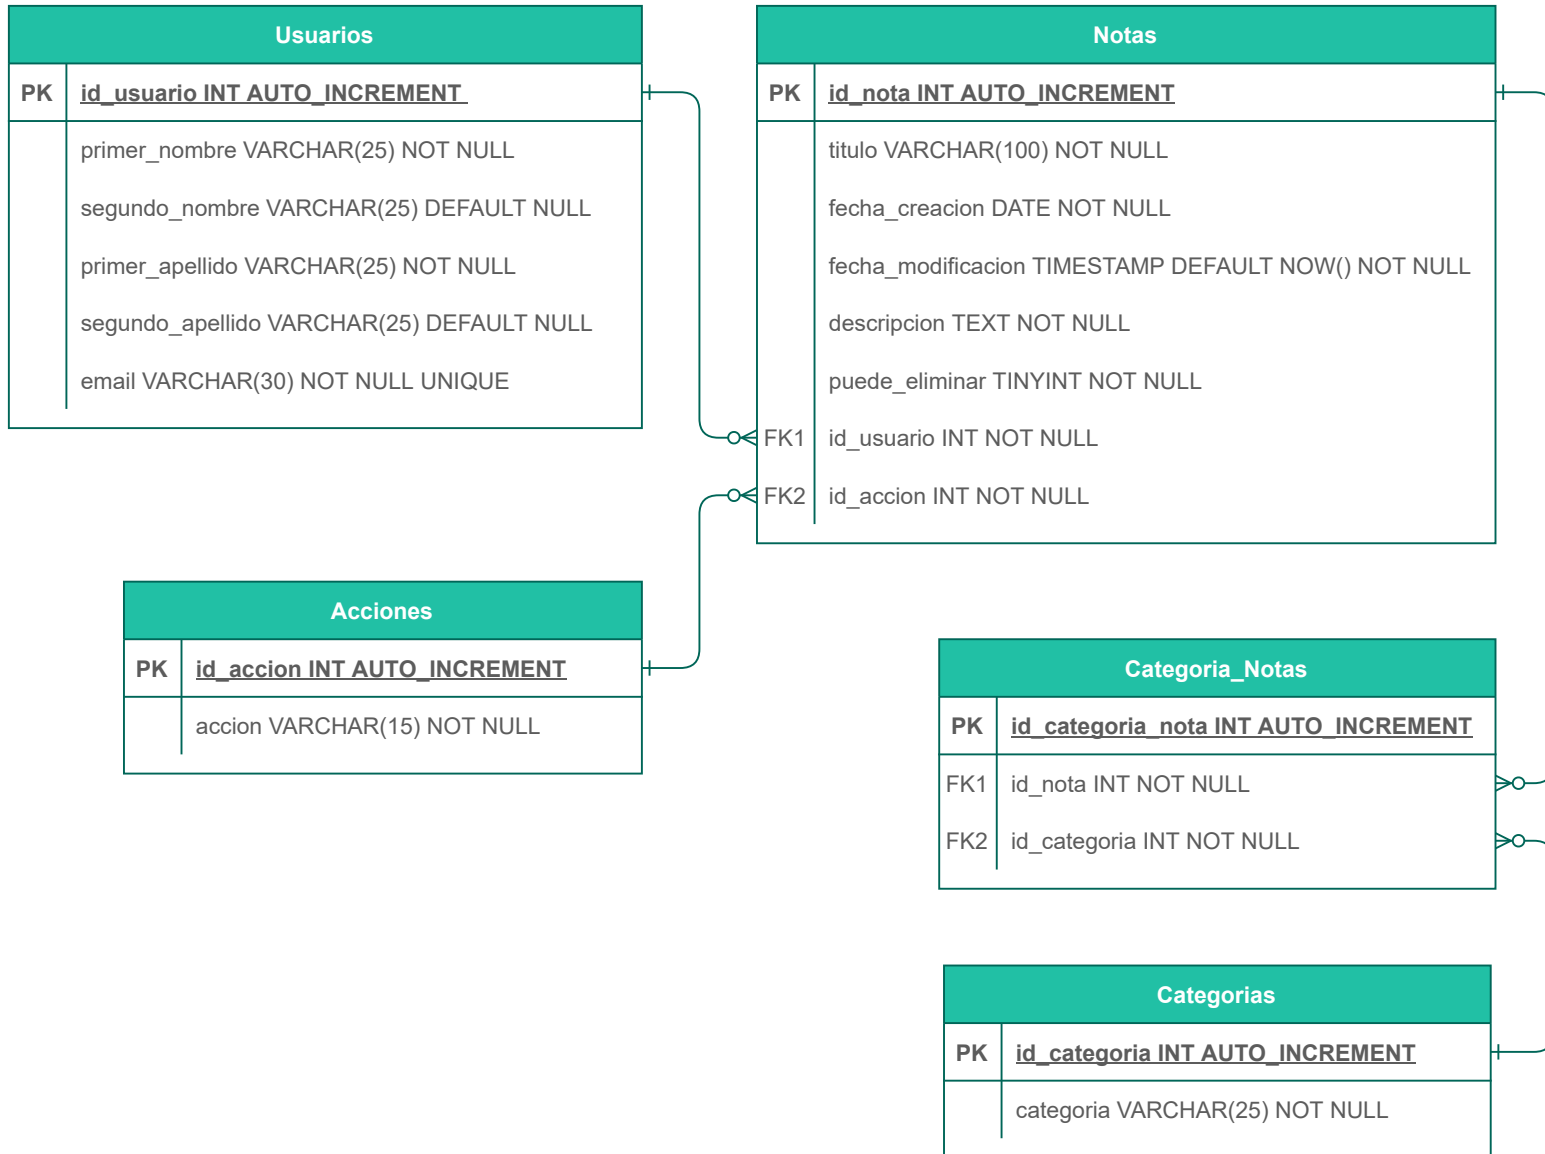 Usuarios
PK id_usuario INT AUTO_INCREMENT
primer_nombre VARCHAR(25) NOT NULL
segundo_nombre VARCHAR(25) DEFAULT NULL
primer_apellido VARCHAR(25) NOT NULL
segundo_apellido VARCHAR(25) DEFAULT NULL
email VARCHAR(30) NOT NULL UNIQUE
Notas
PK id_nota INT AUTO_INCREMENT
titulo VARCHAR(100) NOT NULL
fecha_creacion DATE NOT NULL
fecha_modificacion TIMESTAMP DEFAULT NOW() NOT NULL
descripcion TEXT NOT NULL
puede_eliminar TINYINT NOT NULL
FK1 id_usuario INT NOT NULL
FK2 id_accion INT NOT NULL
Acciones
PK id_accion INT AUTO_INCREMENT
accion VARCHAR(15) NOT NULL
Categoria_Notas
PK id_categoria_nota INT AUTO_INCREMENT
FK1 id_nota INT NOT NULL
FK2 id_categoria INT NOT NULL
Categorias
PK id_categoria INT AUTO_INCREMENT
categoria VARCHAR(25) NOT NULL